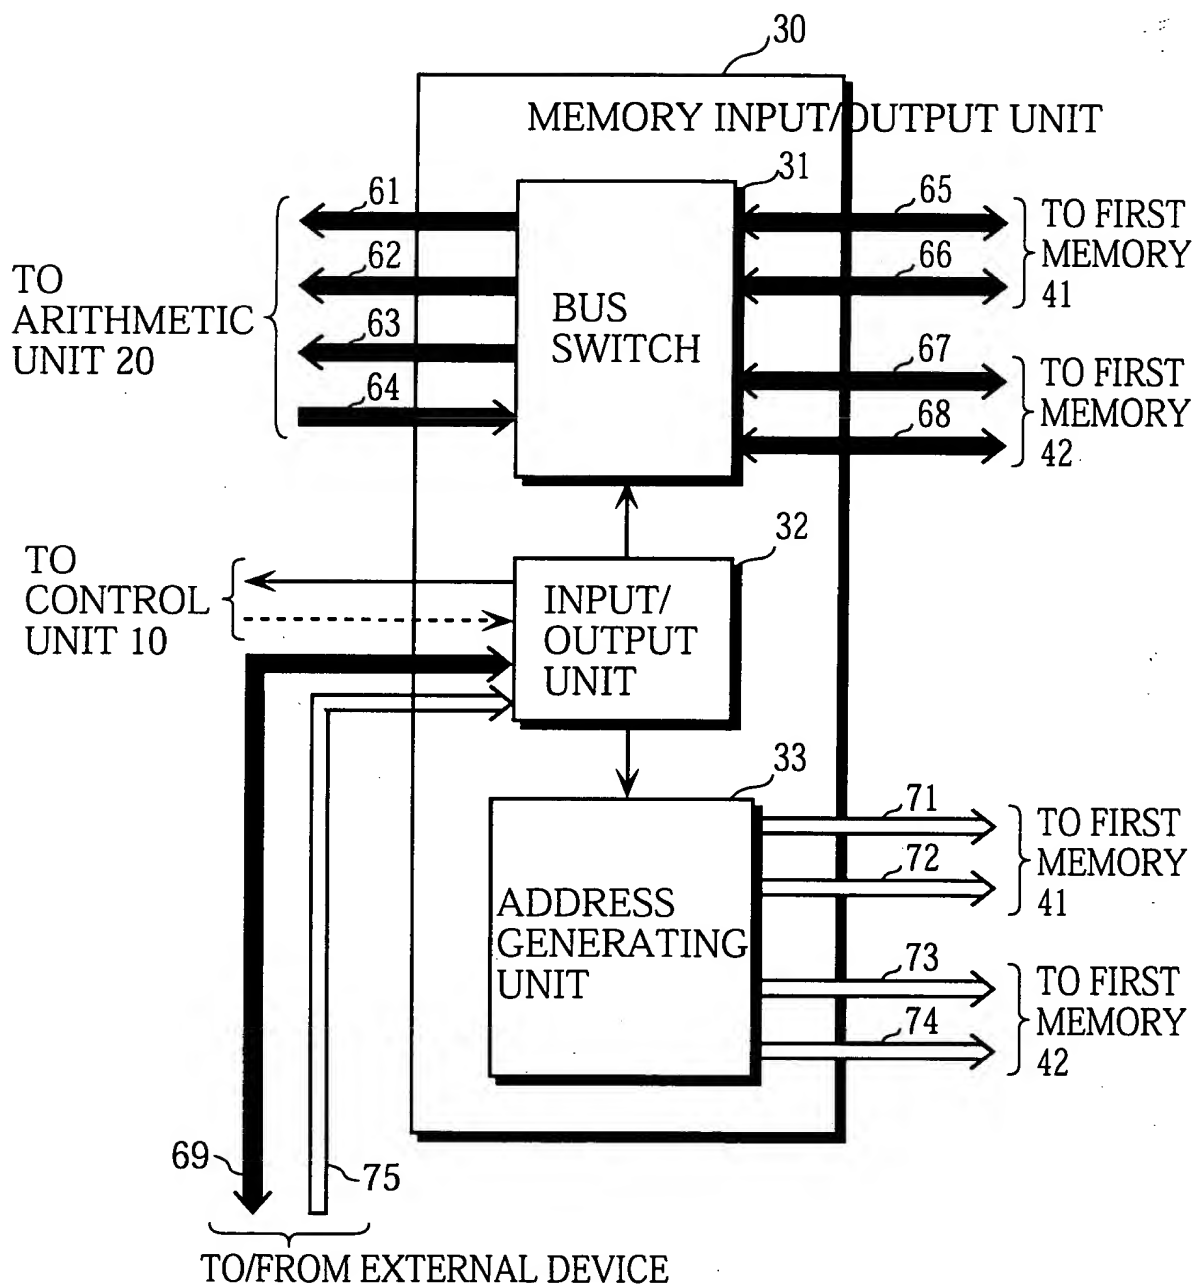 30
MEMORY INPUT/OUTPUT UNIT
31
61
62
63
64
TO
ARITHMETIC
UNIT 20
BUS
SWITCH
65
66
67
68
TO FIRST
MEMORY
41
TO FIRST
MEMORY
42
TO
CONTROL
UNIT 10
32
INPUT/
OUTPUT
UNIT
33
ADDRESS
GENERATING
UNIT
71
72
73
74
TO FIRST
MEMORY
41
TO FIRST
MEMORY
42
69
75
TO/FROM EXTERNAL DEVICE